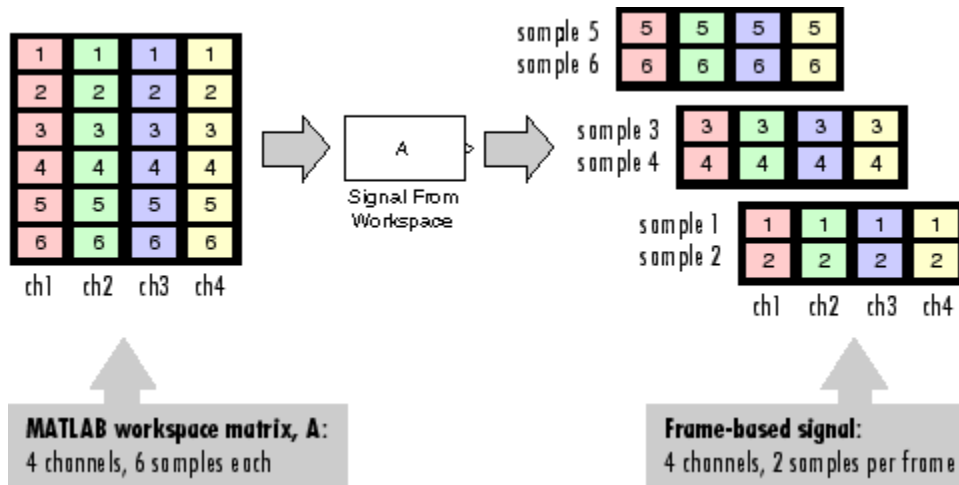 1 1 1 1
2 2 2 2
3 3 3 3
4 4 4 4
5 5 5 5
6 6 6 6
ch1 ch2 ch3 ch4
A
Signal From
Workspace
sample 5 5 5 5 5
sample 6 6 6 6 6
sample 3 3 3 3 3
sample 4 4 4 4 4
sample 1 1 1 1 1
sample 2 2 2 2 2
ch1 ch2 ch3 ch4
MATLAB workspace matrix, A:
4 channels, 6 samples each
Frame-based signal:
4 channels, 2 samples per frame